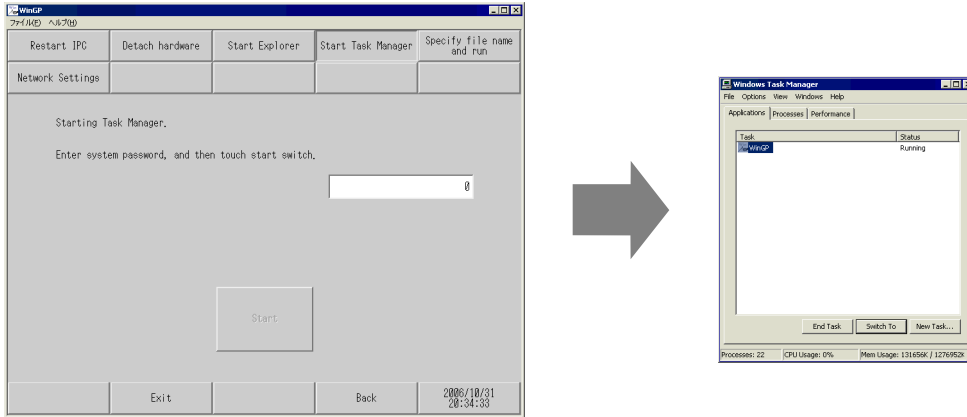 WinGP
ファイル(F) ヘルプ(H)
Restart IPC Detach hardware Start Explorer Start Task Manager Specify file name
and run
Network Settings
Starting Task Manager.
Enter system password, and then touch start switch.
0
Start
Exit Back 2006/10/31
20:34:33
Windows Task Manager
File Options View Windows Help
Applications Processes Performance
Task Status
WinGP Running
End Task Switch To New Task...
Processes: 22 CPU Usage: 0% Mem Usage: 131656K / 1276952K